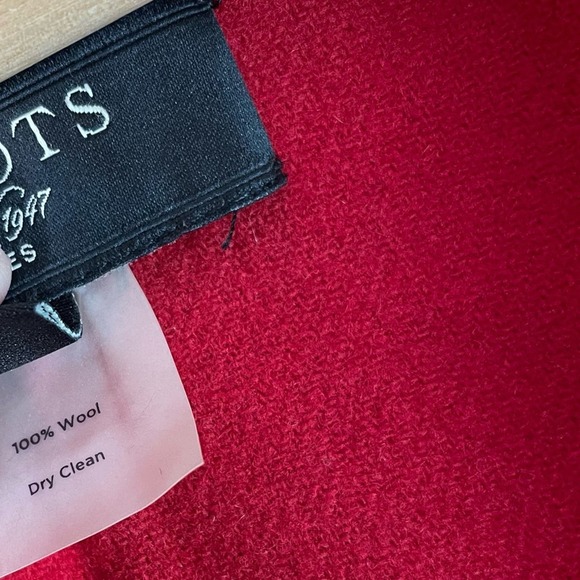 OTS
1947
ES
100% Wool
Dry Clean